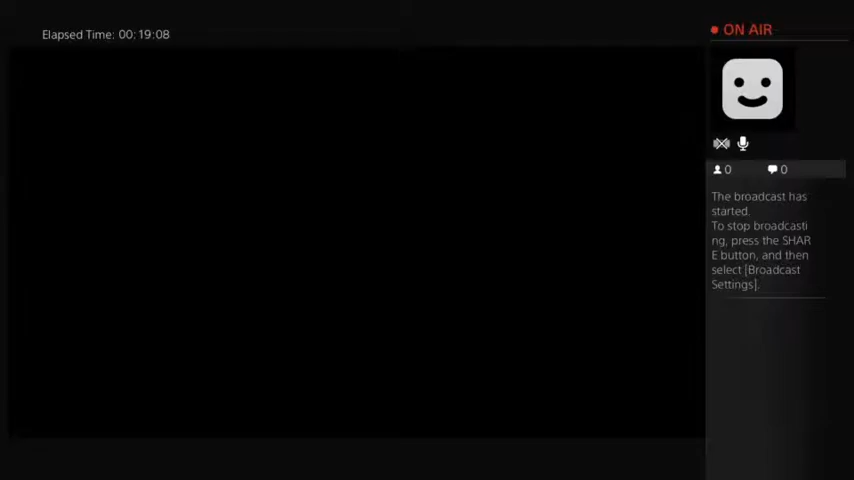 Elapsed Time: 00:19:08
ON AIR
0 0
The broadcast has
started.
To stop broadcasti
ng, press the SHAR
E button, and then
select [Broadcast
Settings].